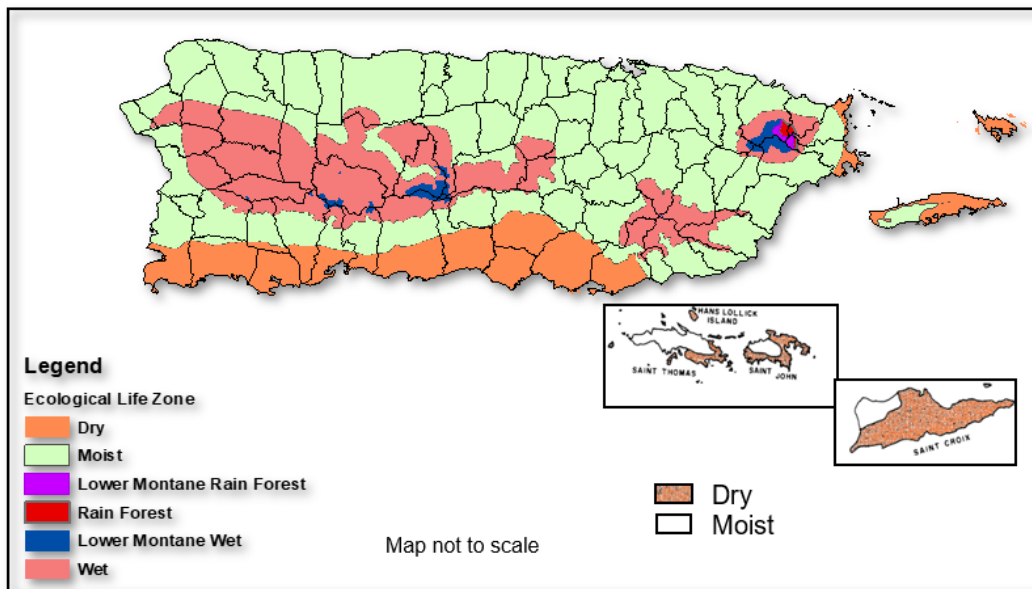 HANS LOLLICK
ISLAND
SAINT THOMAS
SAINT
JOHN
SAINT CROIX
Legend
Ecological Life Zone
Dry
Moist
Lower Montane Rain Forest
Rain Forest
Lower Montane Wet
Wet
Map not to scale
Dry
Moist